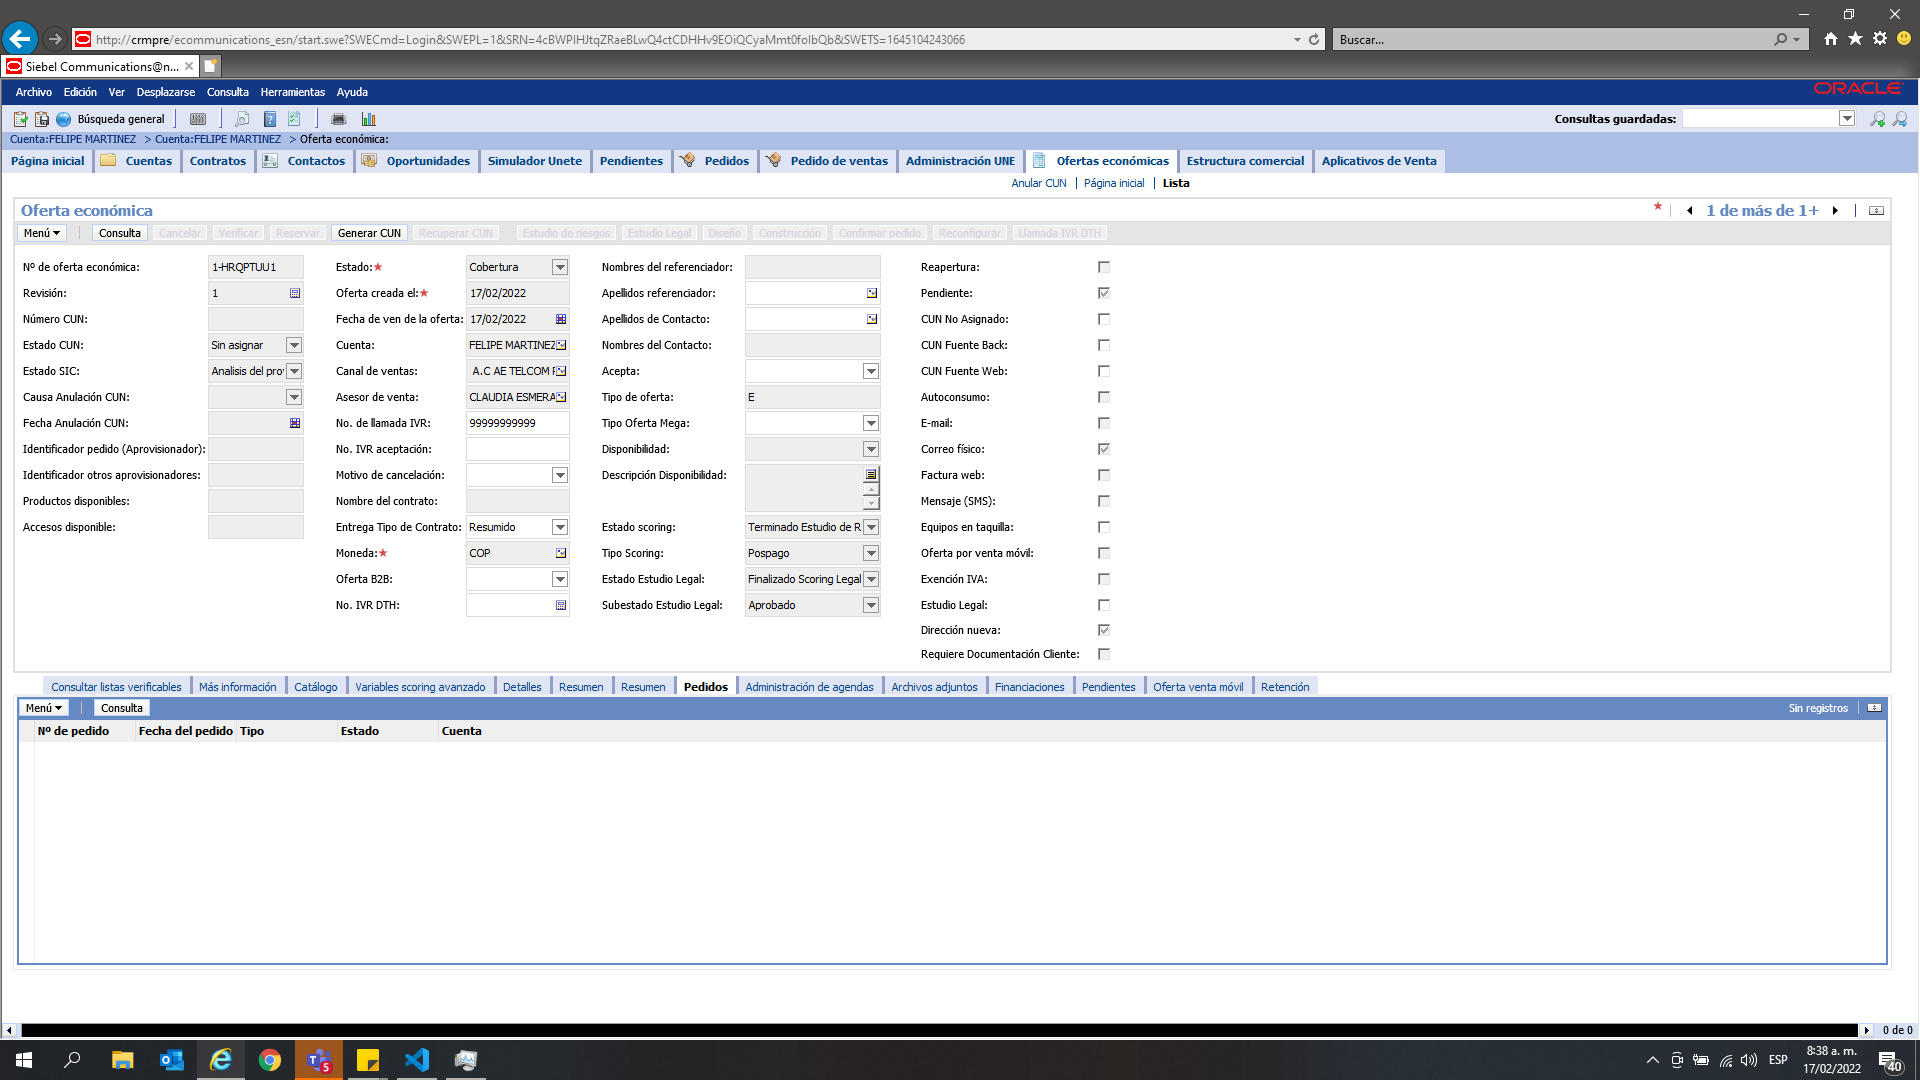 http://crmpre/ecommunications_esn/start.swe?SWECmd=Login&SWEPL=1&SRN=4cBWPIHJtqZRaeBLwQ4ctCDHHv9EOiQCyaMmt0foIbQb&SWETS=1645104243066
Buscar...
Siebel Communications@n...
Archivo Edición Ver Desplazarse Consulta Herramientas Ayuda
ORACLE
Búsqueda general
Consultas guardadas:
Cuenta:FELIPE MARTINEZ > Cuenta:FELIPE MARTINEZ > Oferta económica:
Página inicial Cuentas Contratos Contactos Oportunidades Simulador Unete Pendientes Pedidos Pedido de ventas Administración UNE Ofertas económicas Estructura comercial Aplicativos de Venta
Anular CUN Página inicial Lista
Oferta económica
1 de más de 1+
Menú Consulta Cancelar Verificar Reservar Generar CUN Recuperar CUN Estudio de riesgos Estudio Legal Diseño Construcción Confirmar pedido Reconfigurar Llamada IVR DTH
Nº de oferta económica: 1-HRQPTUU1 Estado:★ Cobertura Nombres del referenciador: Reapertura:
Revisión: 1 Oferta creada el:★ 17/02/2022 Apellidos referenciador: Pendiente:
Número CUN: Fecha de ven de la oferta: 17/02/2022 Apellidos de Contacto: CUN No Asignado:
Estado CUN: Sin asignar Cuenta: FELIPE MARTINEZ Nombres del Contacto: CUN Fuente Back:
Estado SIC: Analisis del pro Canal de ventas: A.C AE TELCOM Acepta: CUN Fuente Web:
Causa Anulación CUN: Asesor de venta: CLAUDIA ESMERA Tipo de oferta: E Autoconsumo:
Fecha Anulación CUN: No. de llamada IVR: 99999999999 Tipo Oferta Mega: E-mail:
Identificador pedido (Aprovisionador): No. IVR aceptación: Disponibilidad: Correo físico:
Identificador otros aprovisionadores: Motivo de cancelación: Descripción Disponibilidad: Factura web:
Productos disponibles: Nombre del contrato: Mensaje (SMS):
Accesos disponible: Entrega Tipo de Contrato: Resumido Estado scoring: Terminado Estudio de R Equipos en taquilla:
Moneda:★ COP Tipo Scoring: Pospago Oferta por venta móvil:
Oferta B2B: Estado Estudio Legal: Finalizado Scoring Legal Exención IVA:
No. IVR DTH: Subestado Estudio Legal: Aprobado Estudio Legal:
Dirección nueva:
Requiere Documentación Cliente:
Consultar listas verificables Más información Catálogo Variables scoring avanzado Detalles Resumen Resumen Pedidos Administración de agendas Archivos adjuntos Financiaciones Pendientes Oferta venta móvil Retención
Menú Consulta Sin registros
Nº de pedido Fecha del pedido Tipo Estado Cuenta
0 de 0
5
ESP
8:38 a. m.
17/02/2022
40